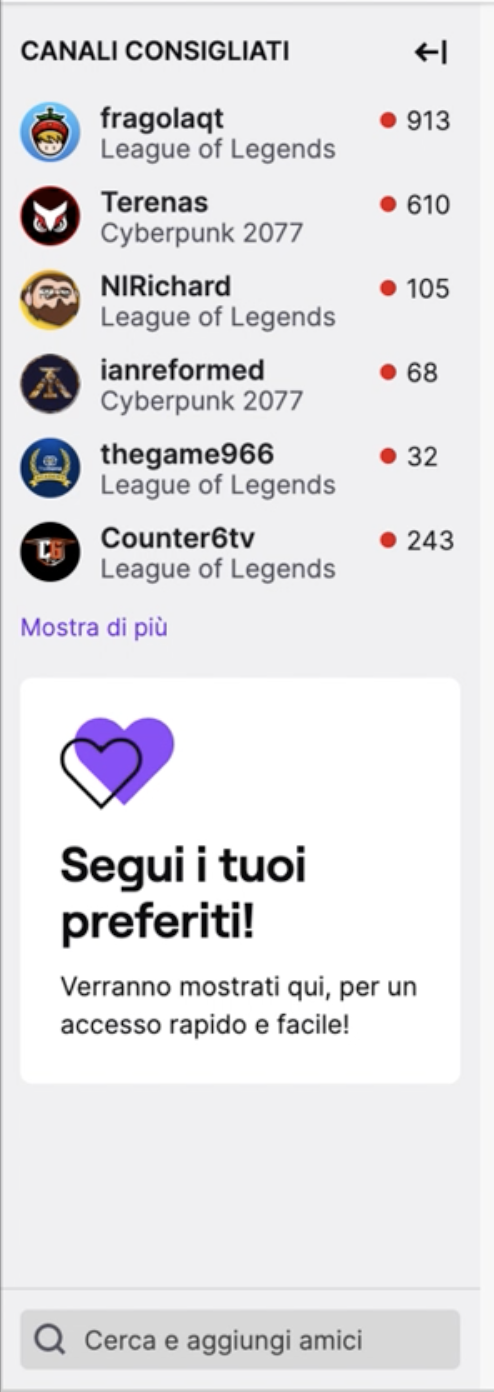 CANALI CONSIGLIATI
fragolaqt 913
League of Legends
Terenas 610
Cyberpunk 2077
NIRichard 105
League of Legends
ianreformed 68
Cyberpunk 2077
thegame966 32
League of Legends
Counter6tv 243
League of Legends
Mostra di più
Segui i tuoi
preferiti!
Verranno mostrati qui, per un
accesso rapido e facile!
Cerca e aggiungi amici